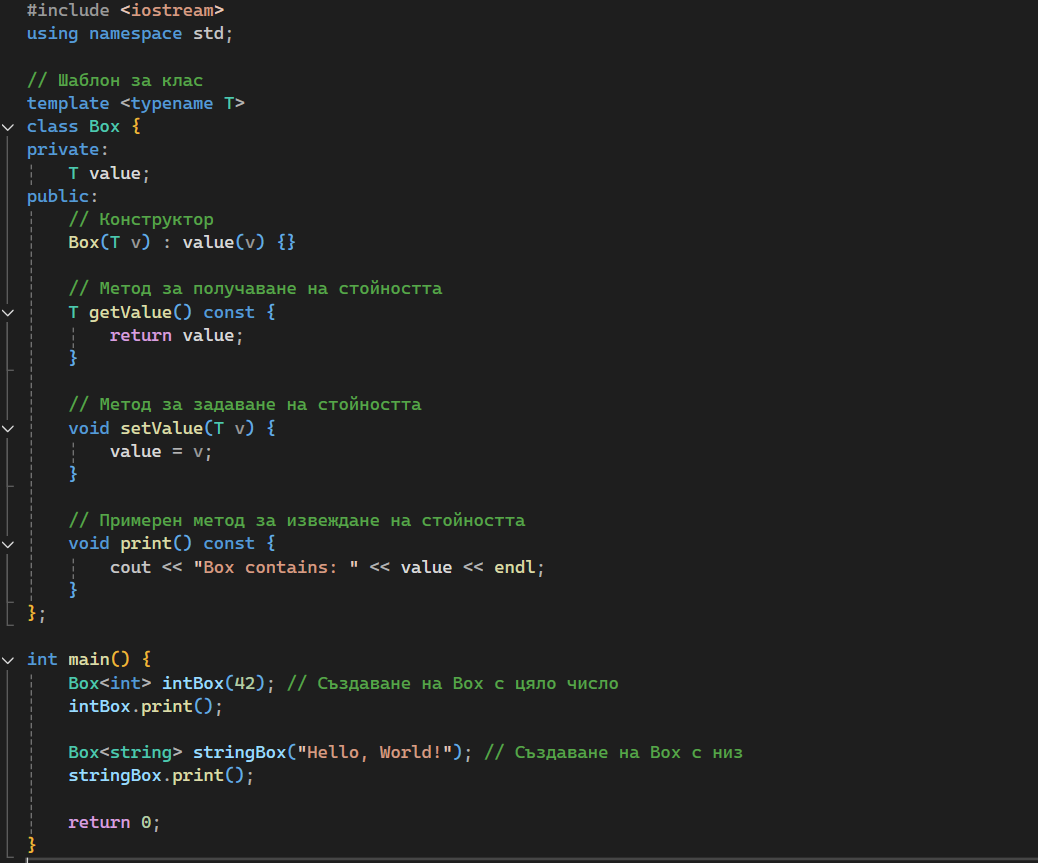 #include <iostream>
using namespace std;
// Шаблон за клас
template <typename T>
class Box {
private:
    T value;
public:
    // Конструктор
    Box(T v) : value(v) {}
    // Метод за получаване на стойността
    T getValue() const {
        return value;
    }
    // Метод за задаване на стойността
    void setValue(T v) {
        value = v;
    }
    // Примерен метод за извеждане на стойността
    void print() const {
        cout << "Box contains: " << value << endl;
    }
};
int main() {
    Box<int> intBox(42); // Създаване на Box с цяло число
    intBox.print();
    Box<string> stringBox("Hello, World!"); // Създаване на Box с низ
    stringBox.print();
    return 0;
}